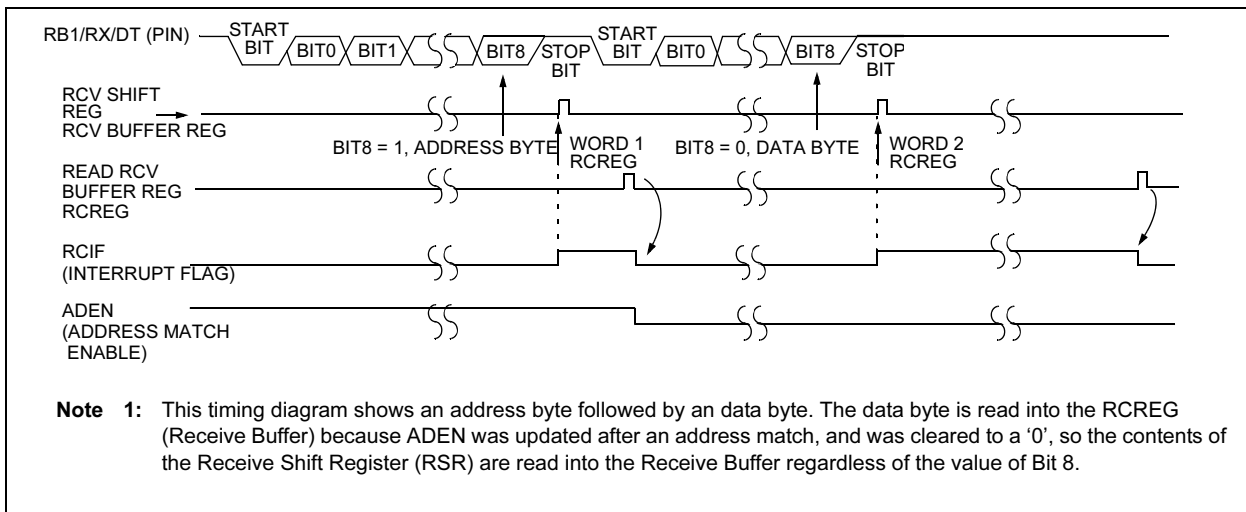 RB1/RX/DT (PIN)
START
BIT
BIT0
BIT1
BIT8
STOP
BIT
START
BIT
BIT0
BIT8
STOP
BIT
RCV SHIFT
REG
RCV BUFFER REG
BIT8 = 1, ADDRESS BYTE
WORD 1
RCREG
BIT8 = 0, DATA BYTE
WORD 2
RCREG
READ RCV
BUFFER REG
RCREG
RCIF
(INTERRUPT FLAG)
ADEN
(ADDRESS MATCH
ENABLE)
Note 1: This timing diagram shows an address byte followed by an data byte. The data byte is read into the RCREG
(Receive Buffer) because ADEN was updated after an address match, and was cleared to a ‘0’, so the contents of
the Receive Shift Register (RSR) are read into the Receive Buffer regardless of the value of Bit 8.